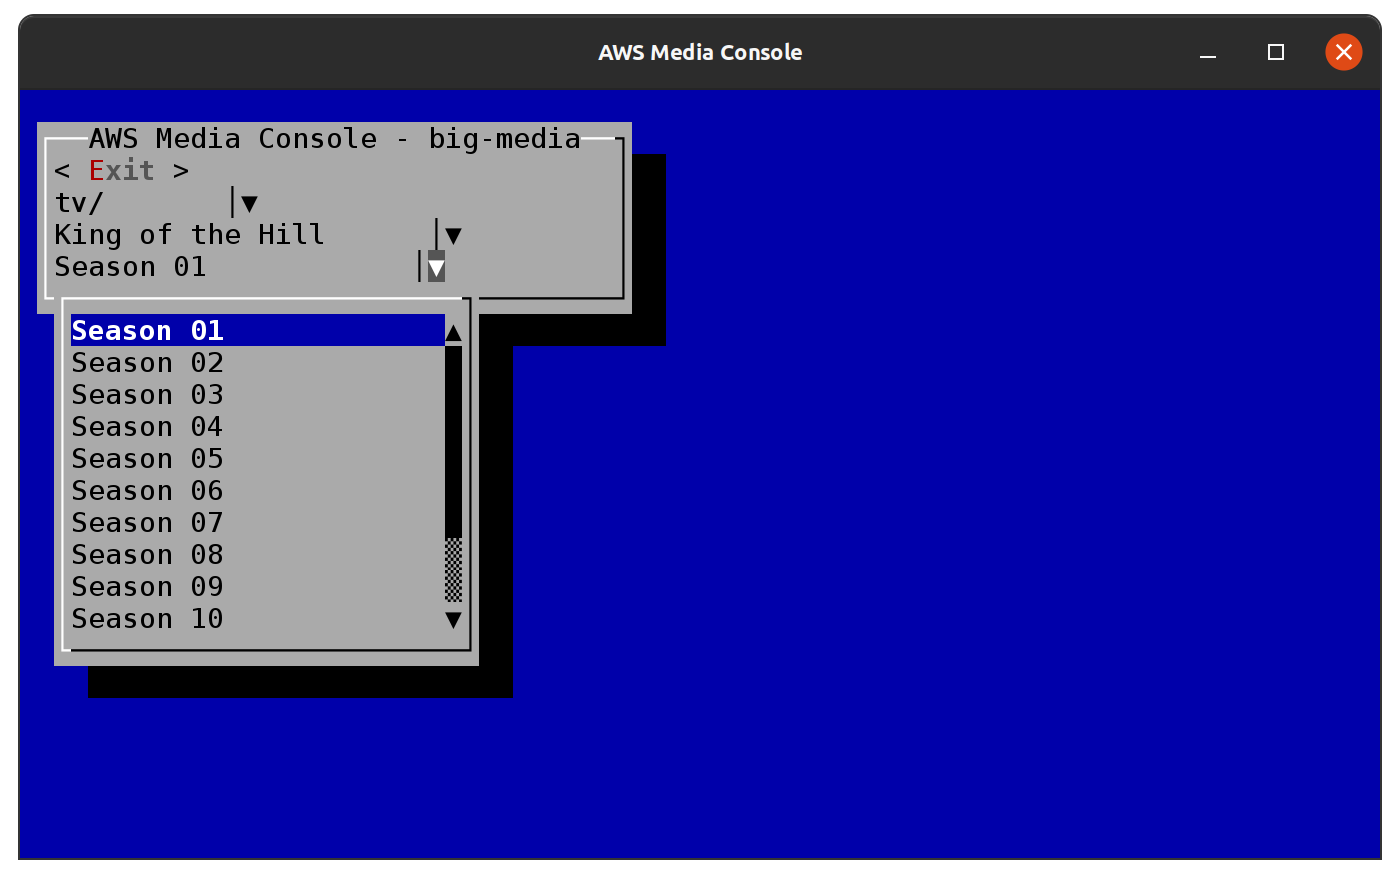 AWS Media Console
AWS Media Console - big-media
< Exit >
tv/
King of the Hill
Season 01
Season 01
Season 02
Season 03
Season 04
Season 05
Season 06
Season 07
Season 08
Season 09
Season 10